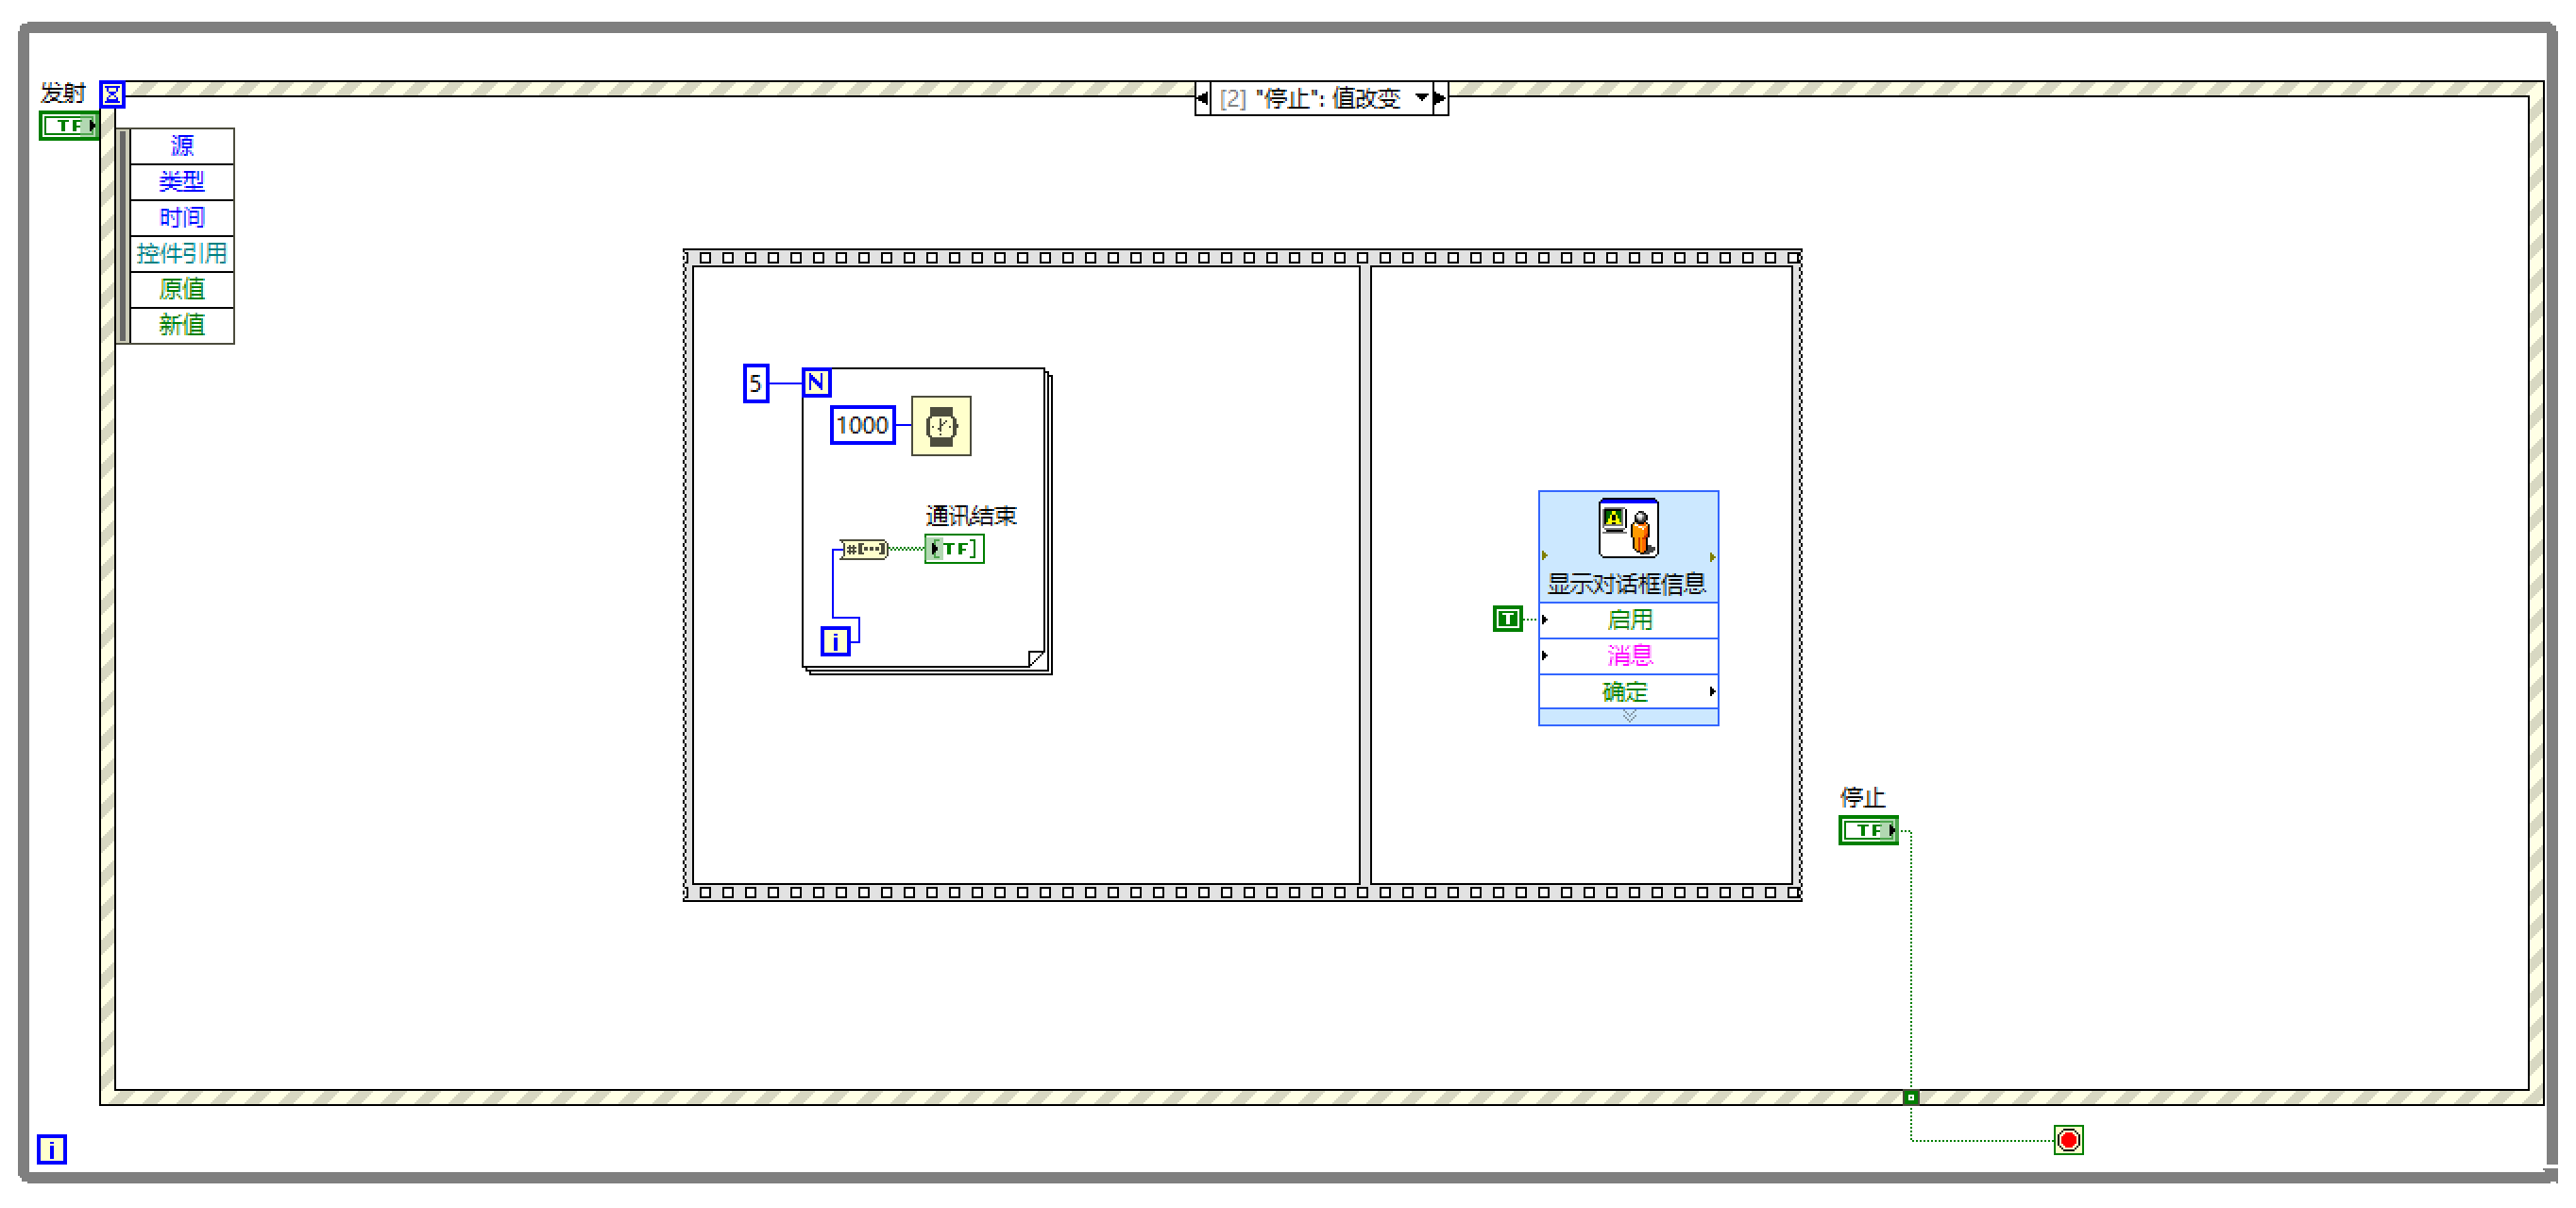 发射
TF
[2] "停止": 值改变
源
类型
时间
控件引用
原值
新值
5
N
1000
通讯结束
#[...]
[TF]
i
显示对话框信息
T
启用
消息
确定
停止
TF
i